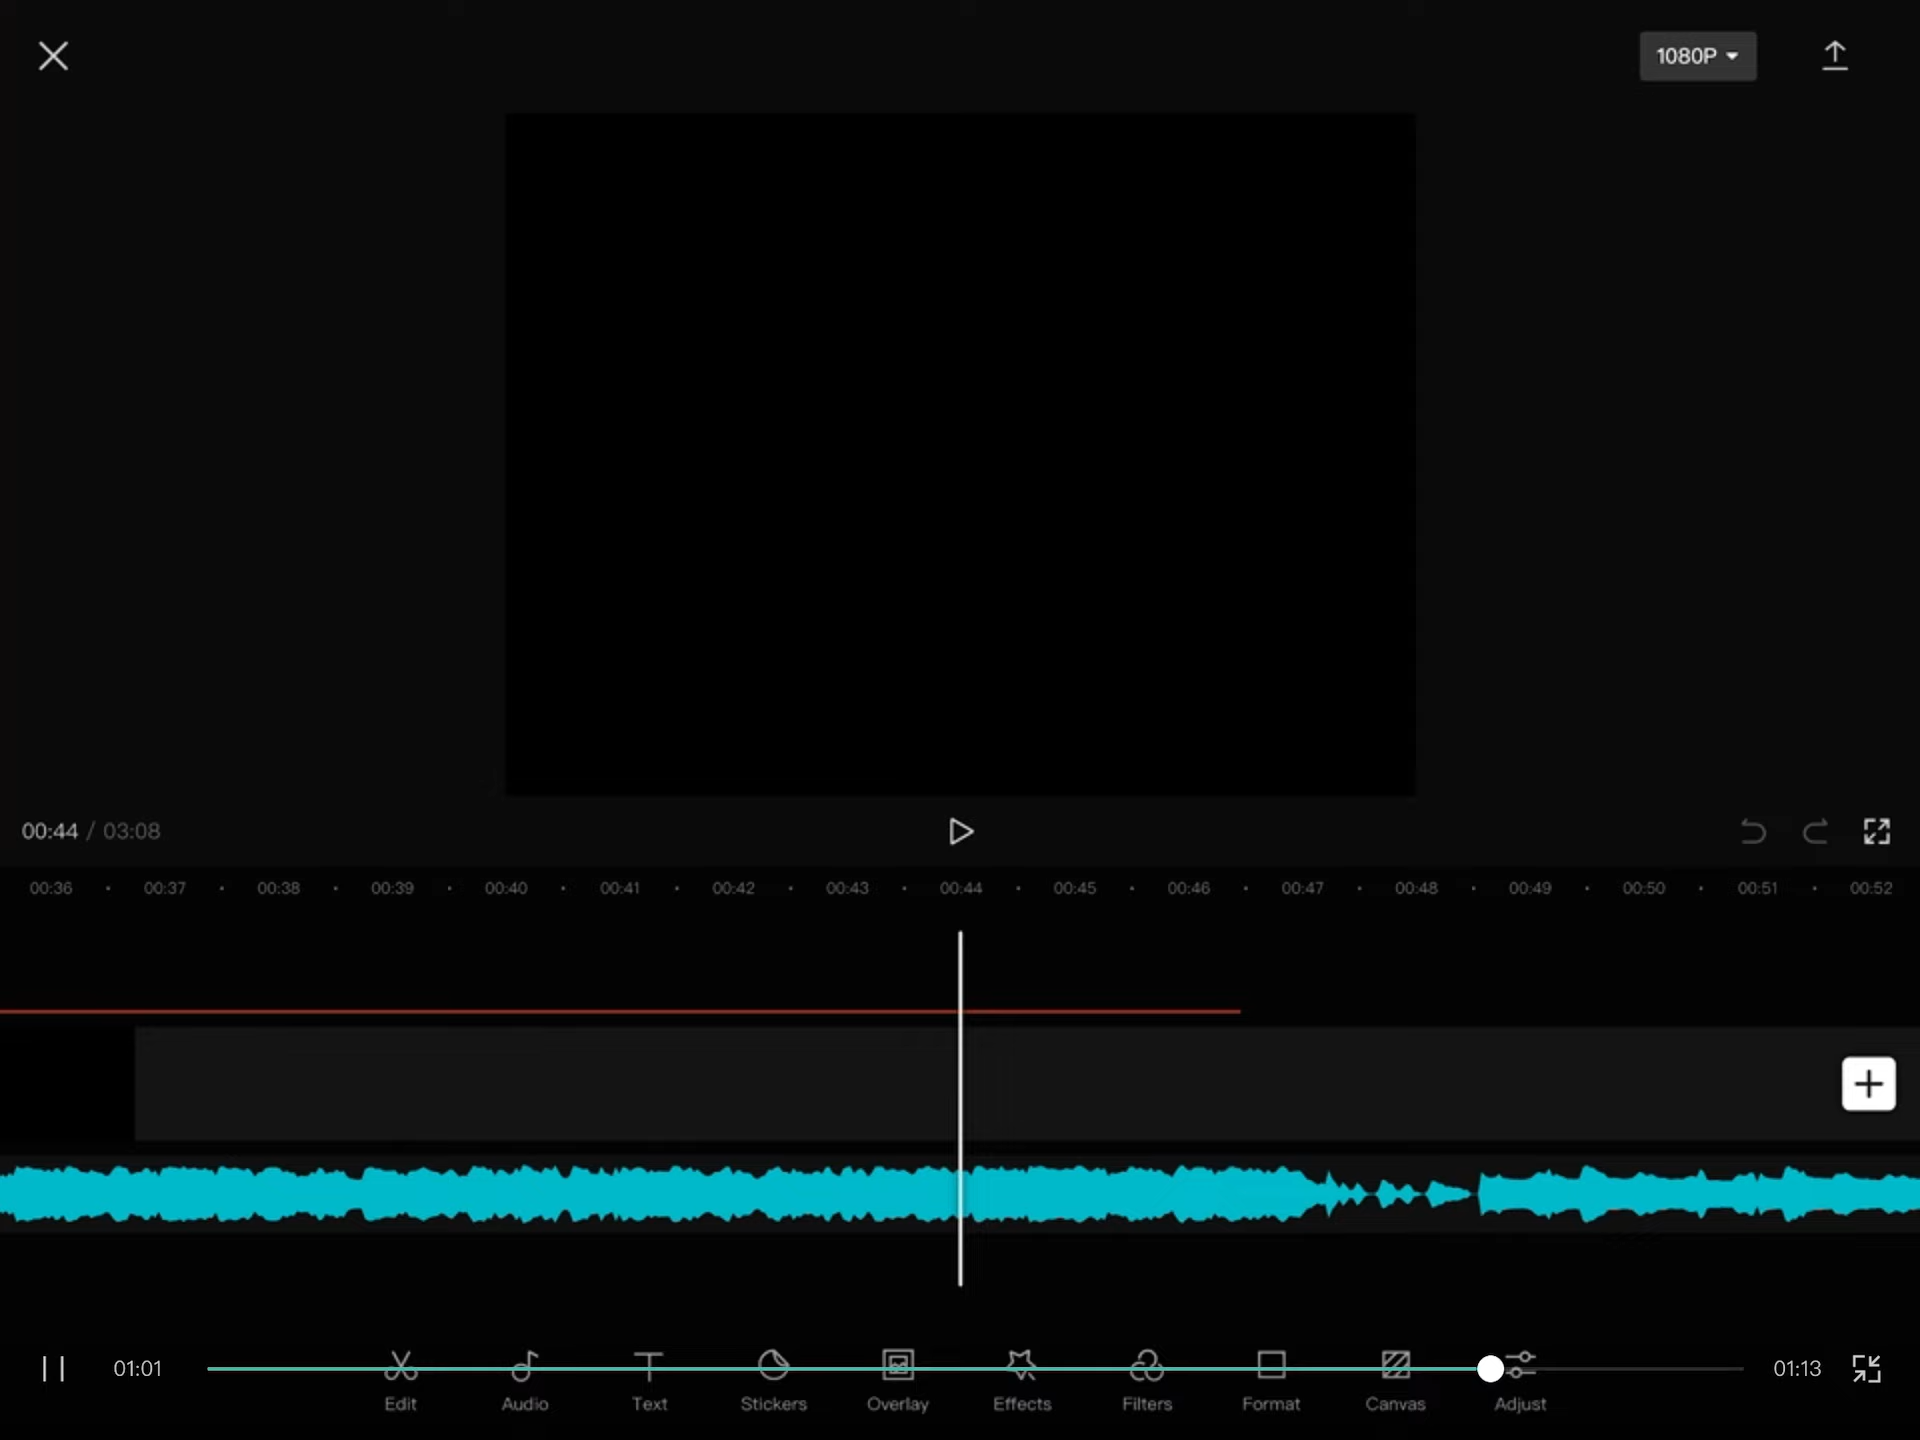 1080P
00:44 / 03:08
00:36 00:37 00:38 00:39 00:40 00:41 00:42 00:43 00:44 00:45 00:46 00:47 00:48 00:49 00:50 00:51 00:52
01:01 01:13
Edit Audio Text Stickers Overlay Effects Filters Format Canvas Adjust